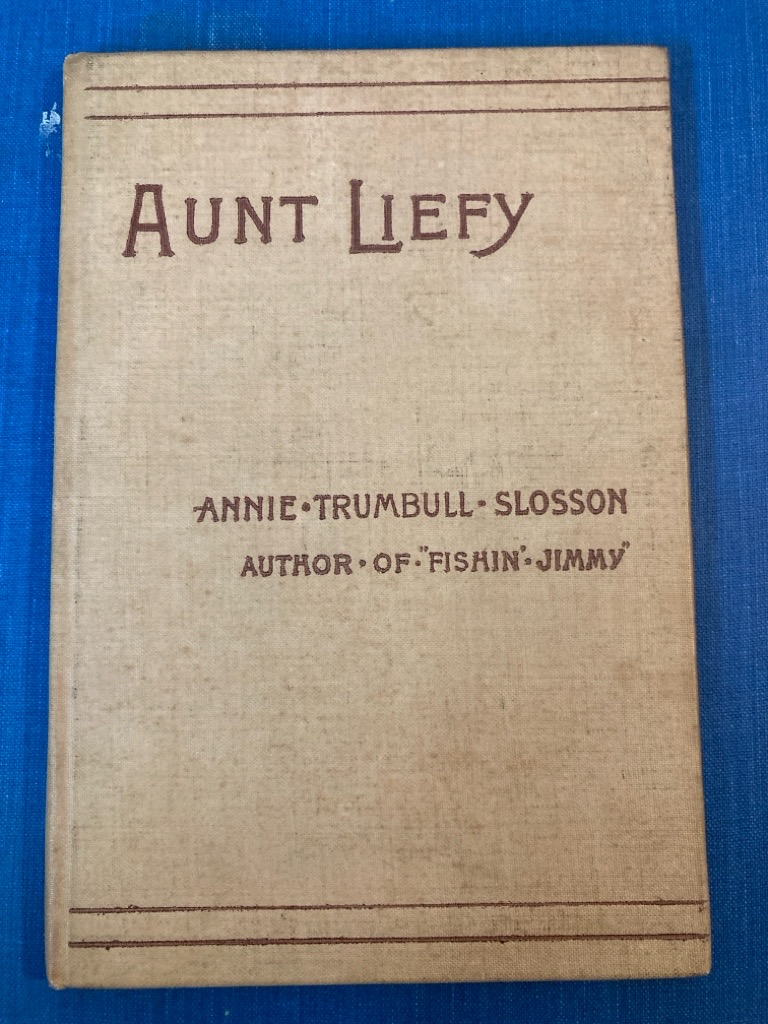 AUNT LIEFY
ANNIE · TRUMBULL · SLOSSON
AUTHOR · OF · "FISHIN' · JIMMY"